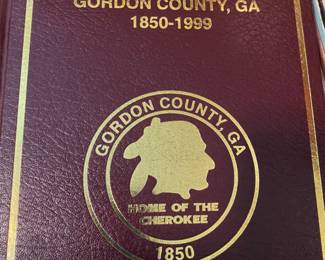 GORDON COUNTY, GA
1850-1999
GORDON COUNTY, GA
HOME OF THE
CHEROKEE
1850